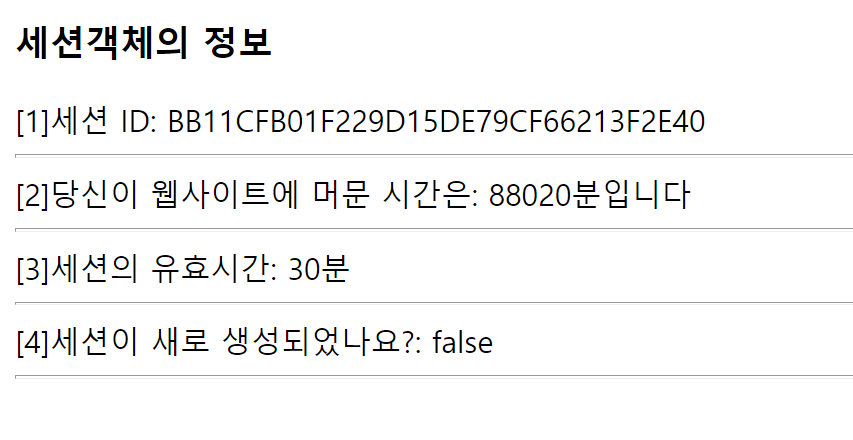 세션객체의 정보
[1]세션 ID: BB11CFB01F229D15DE79CF66213F2E40
[2]당신이 웹사이트에 머문 시간은: 88020분입니다
[3]세션의 유효시간: 30분
[4]세션이 새로 생성되었나요?: false